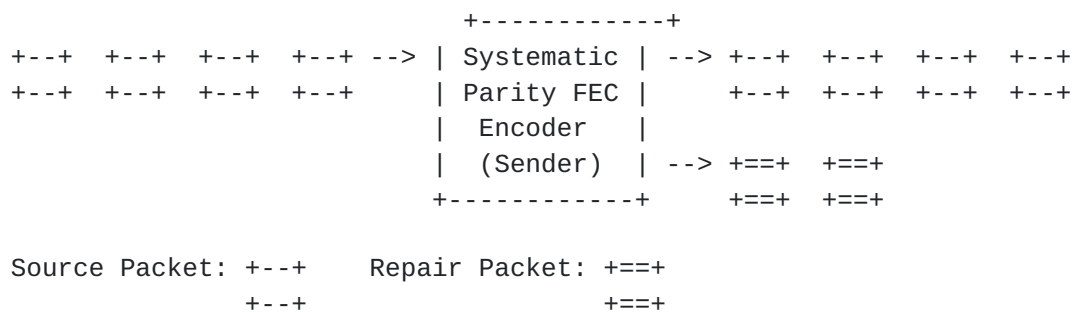 +------------+
+--+  +--+  +--+  +--+ --> | Systematic | --> +--+  +--+  +--+  +--+
+--+  +--+  +--+  +--+     | Parity FEC |     +--+  +--+  +--+  +--+
                           |  Encoder   |
                           |  (Sender)  | --> +==+  +==+
                           +------------+     +==+  +==+

Source Packet: +--+    Repair Packet: +==+
               +--+                   +==+